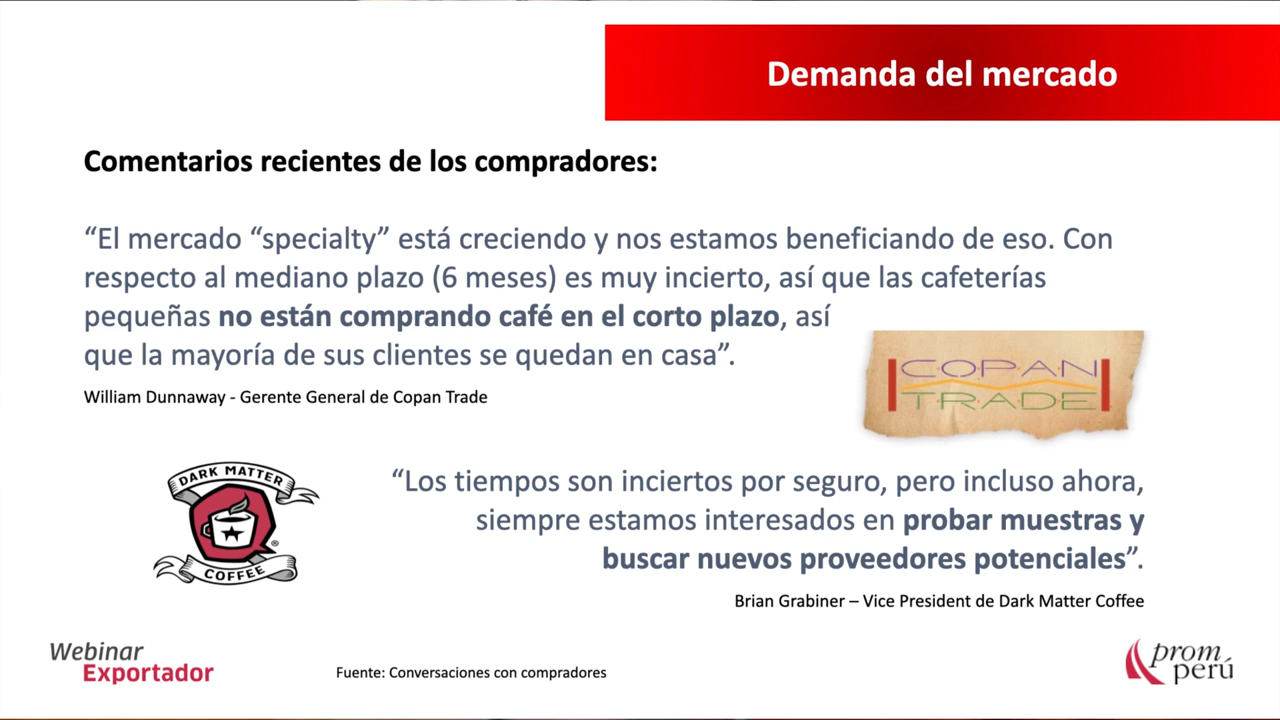 Demanda del mercado
Comentarios recientes de los compradores:
“El mercado “specialty” está creciendo y nos estamos beneficiando de eso. Con
respecto al mediano plazo (6 meses) es muy incierto, así que las cafeterías
pequeñas no están comprando café en el corto plazo, así
que la mayoría de sus clientes se quedan en casa”.
COPAN
TRADE
William Dunnaway - Gerente General de Copan Trade
DARK MATTER
COFFEE
®
“Los tiempos son inciertos por seguro, pero incluso ahora,
siempre estamos interesados en probar muestras y
buscar nuevos proveedores potenciales”.
Brian Grabiner – Vice President de Dark Matter Coffee
Webinar
Exportador
Fuente: Conversaciones con compradores
prom
perú